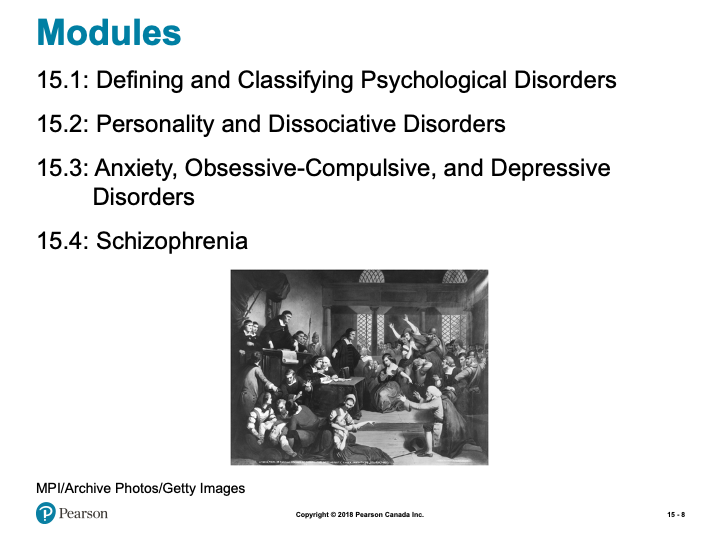 Modules
15.1: Defining and Classifying Psychological Disorders
15.2: Personality and Dissociative Disorders
15.3: Anxiety, Obsessive-Compulsive, and Depressive
Disorders
15.4: Schizophrenia
MPI/Archive Photos/Getty Images
P Pearson
Copyright © 2018 Pearson Canada Inc.
15 - 8